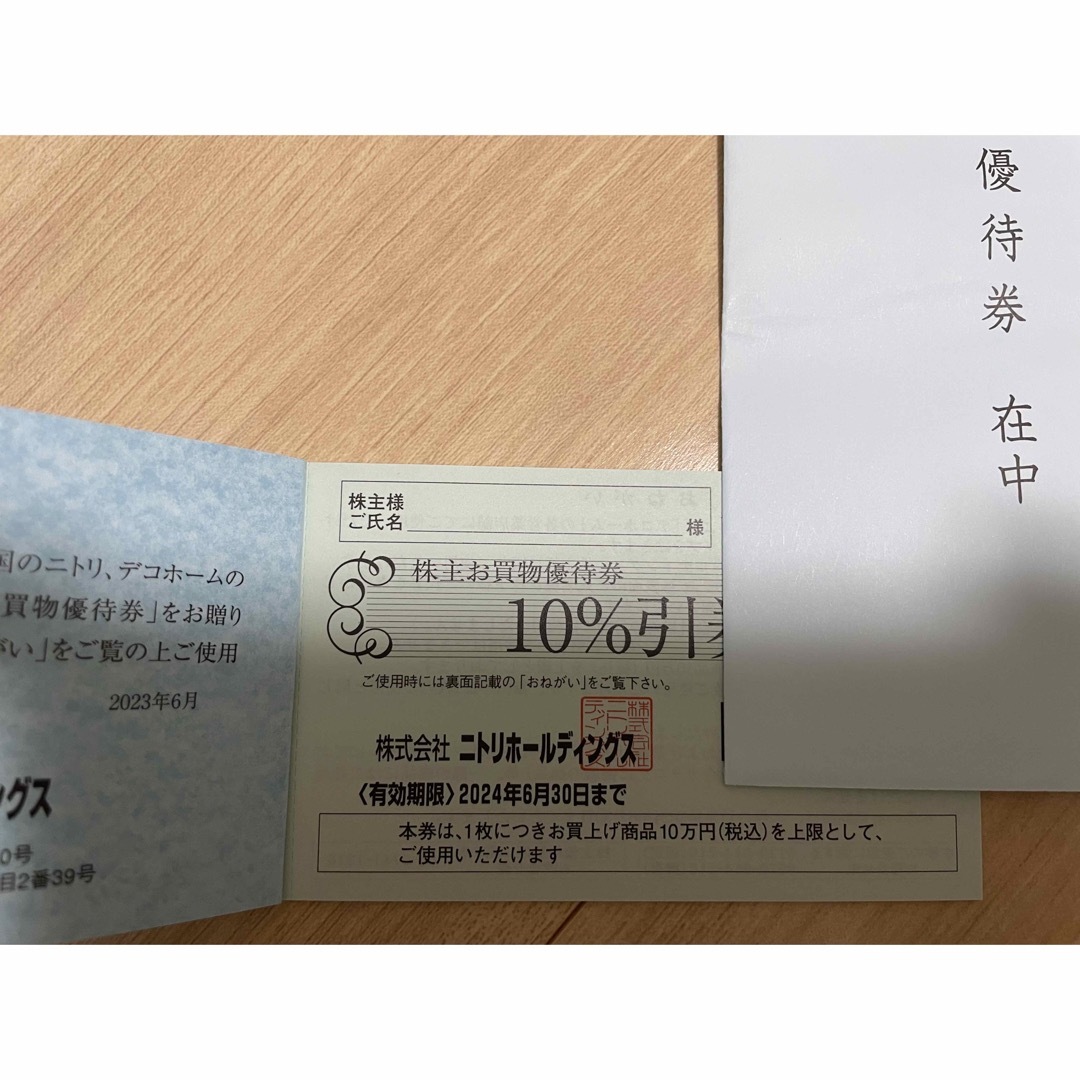 優待券 在中
国のニトリ、デコホームの
買物優待券」をお贈り
がい」をご覧の上ご使用
2023年6月
ングス
0号
目2番39号
株主様
ご氏名 様
株主お買物優待券
10%引券
ご使用時には裏面記載の「おねがい」をご覧下さい。
株式会社 ニトリホールディングス
〈有効期限〉2024年6月30日まで
本券は、1枚につきお買上げ商品10万円(税込)を上限として、
ご使用いただけます